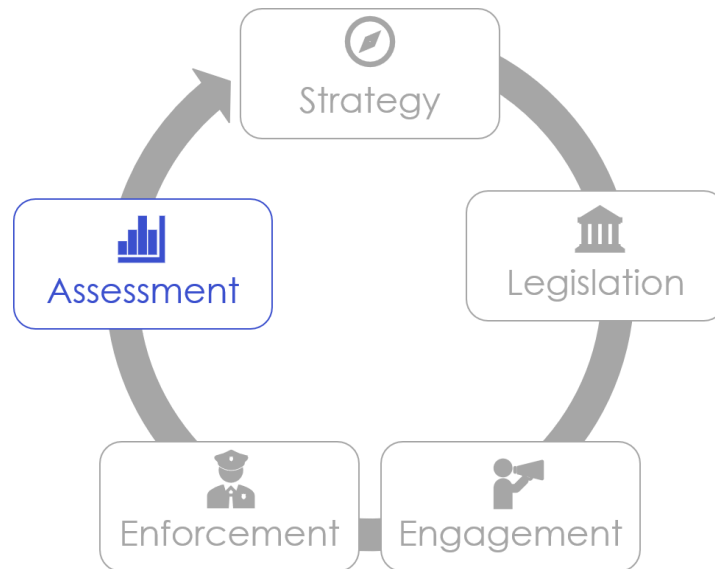 Strategy
Legislation
Assessment
Enforcement
Engagement